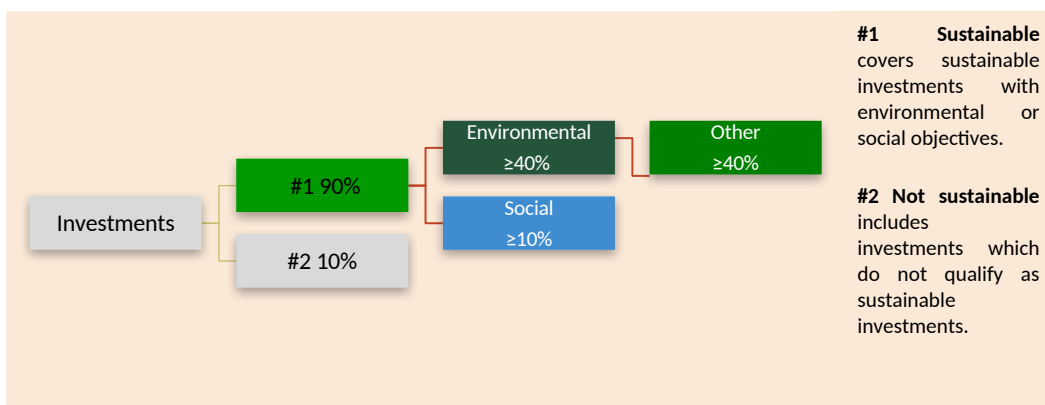 Investments
#1 90%
#2 10%
Environmental
≥40%
Social
≥10%
Other
≥40%
#1 Sustainable
covers sustainable
investments with
environmental or
social objectives.
#2 Not sustainable
includes
investments which
do not qualify as
sustainable
investments.